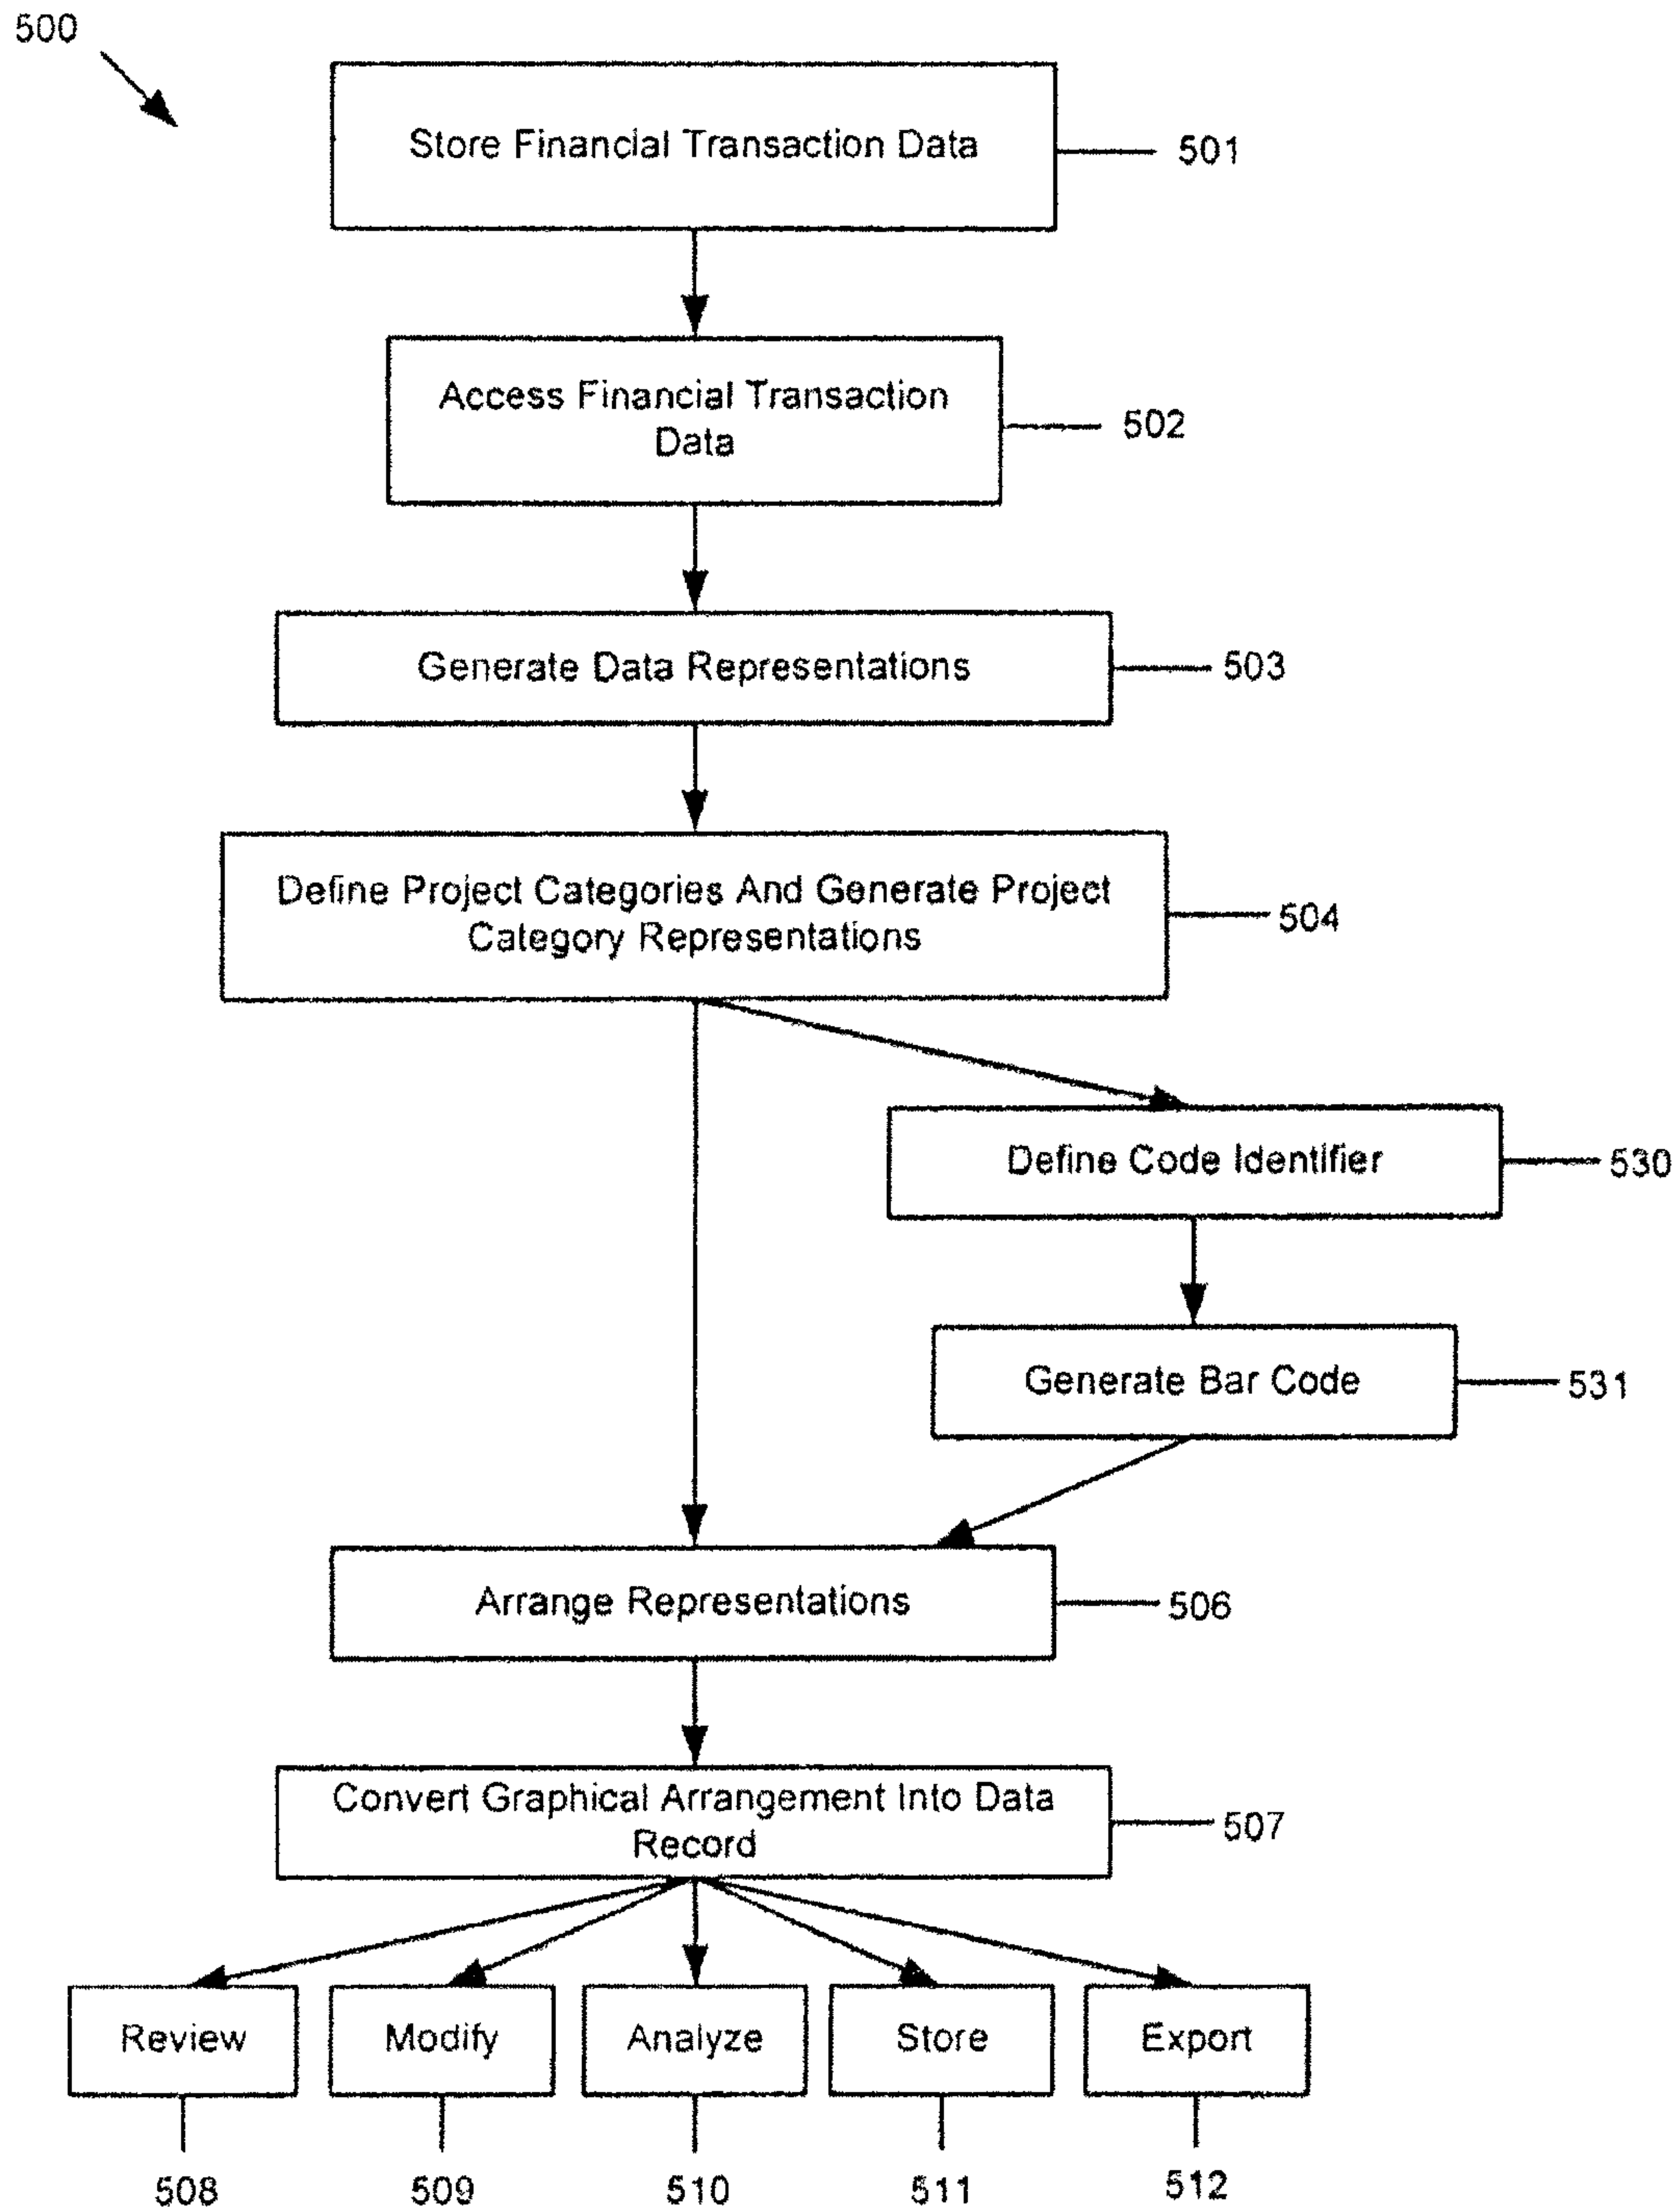 500
Store Financial Transaction Data
501
Access Financial Transaction
Data
502
Generate Data Representations
503
Define Project Categories And Generate Project
Category Representations
504
Define Code Identifier
530
Generate Bar Code
531
Arrange Representations
506
Convert Graphical Arrangement Into Data
Record
507
Review
Modify
Analyze
Store
Export
508
509
510
511
512